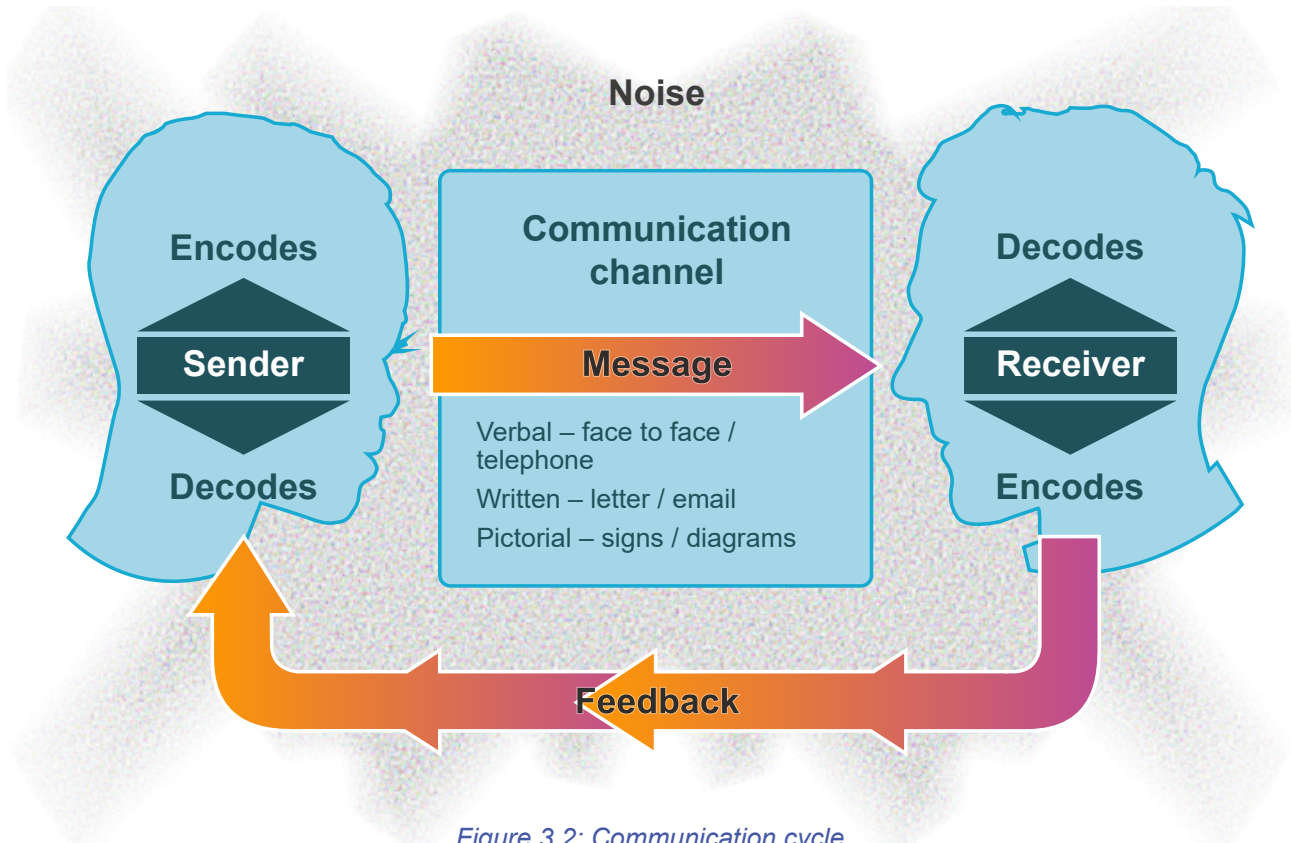 Noise
Encodes
Sender
Decodes
Communication
channel
Message
Verbal – face to face /
telephone
Written – letter / email
Pictorial – signs / diagrams
Decodes
Receiver
Encodes
Feedback
Figure 3.2: Communication cycle